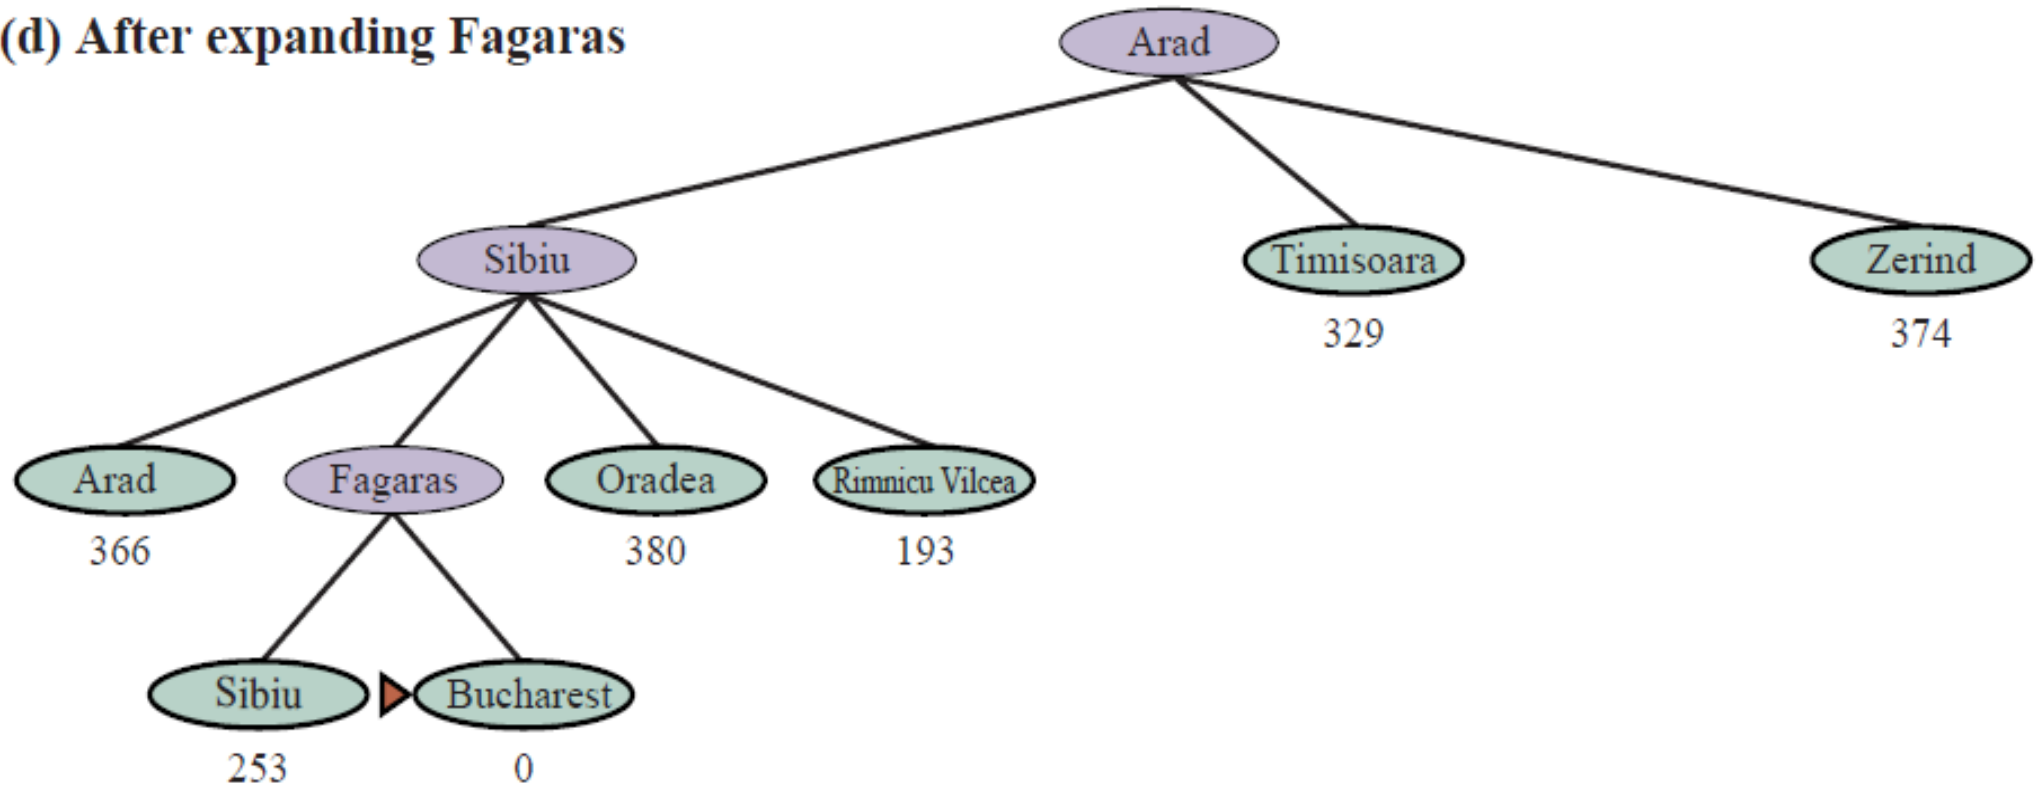 (d) After expanding Fagaras
Arad
Sibiu
Timisoara
Zerind
329
374
Arad
Fagaras
Oradea
Rimnicu Vilcea
366
380
193
Sibiu
Bucharest
253
0